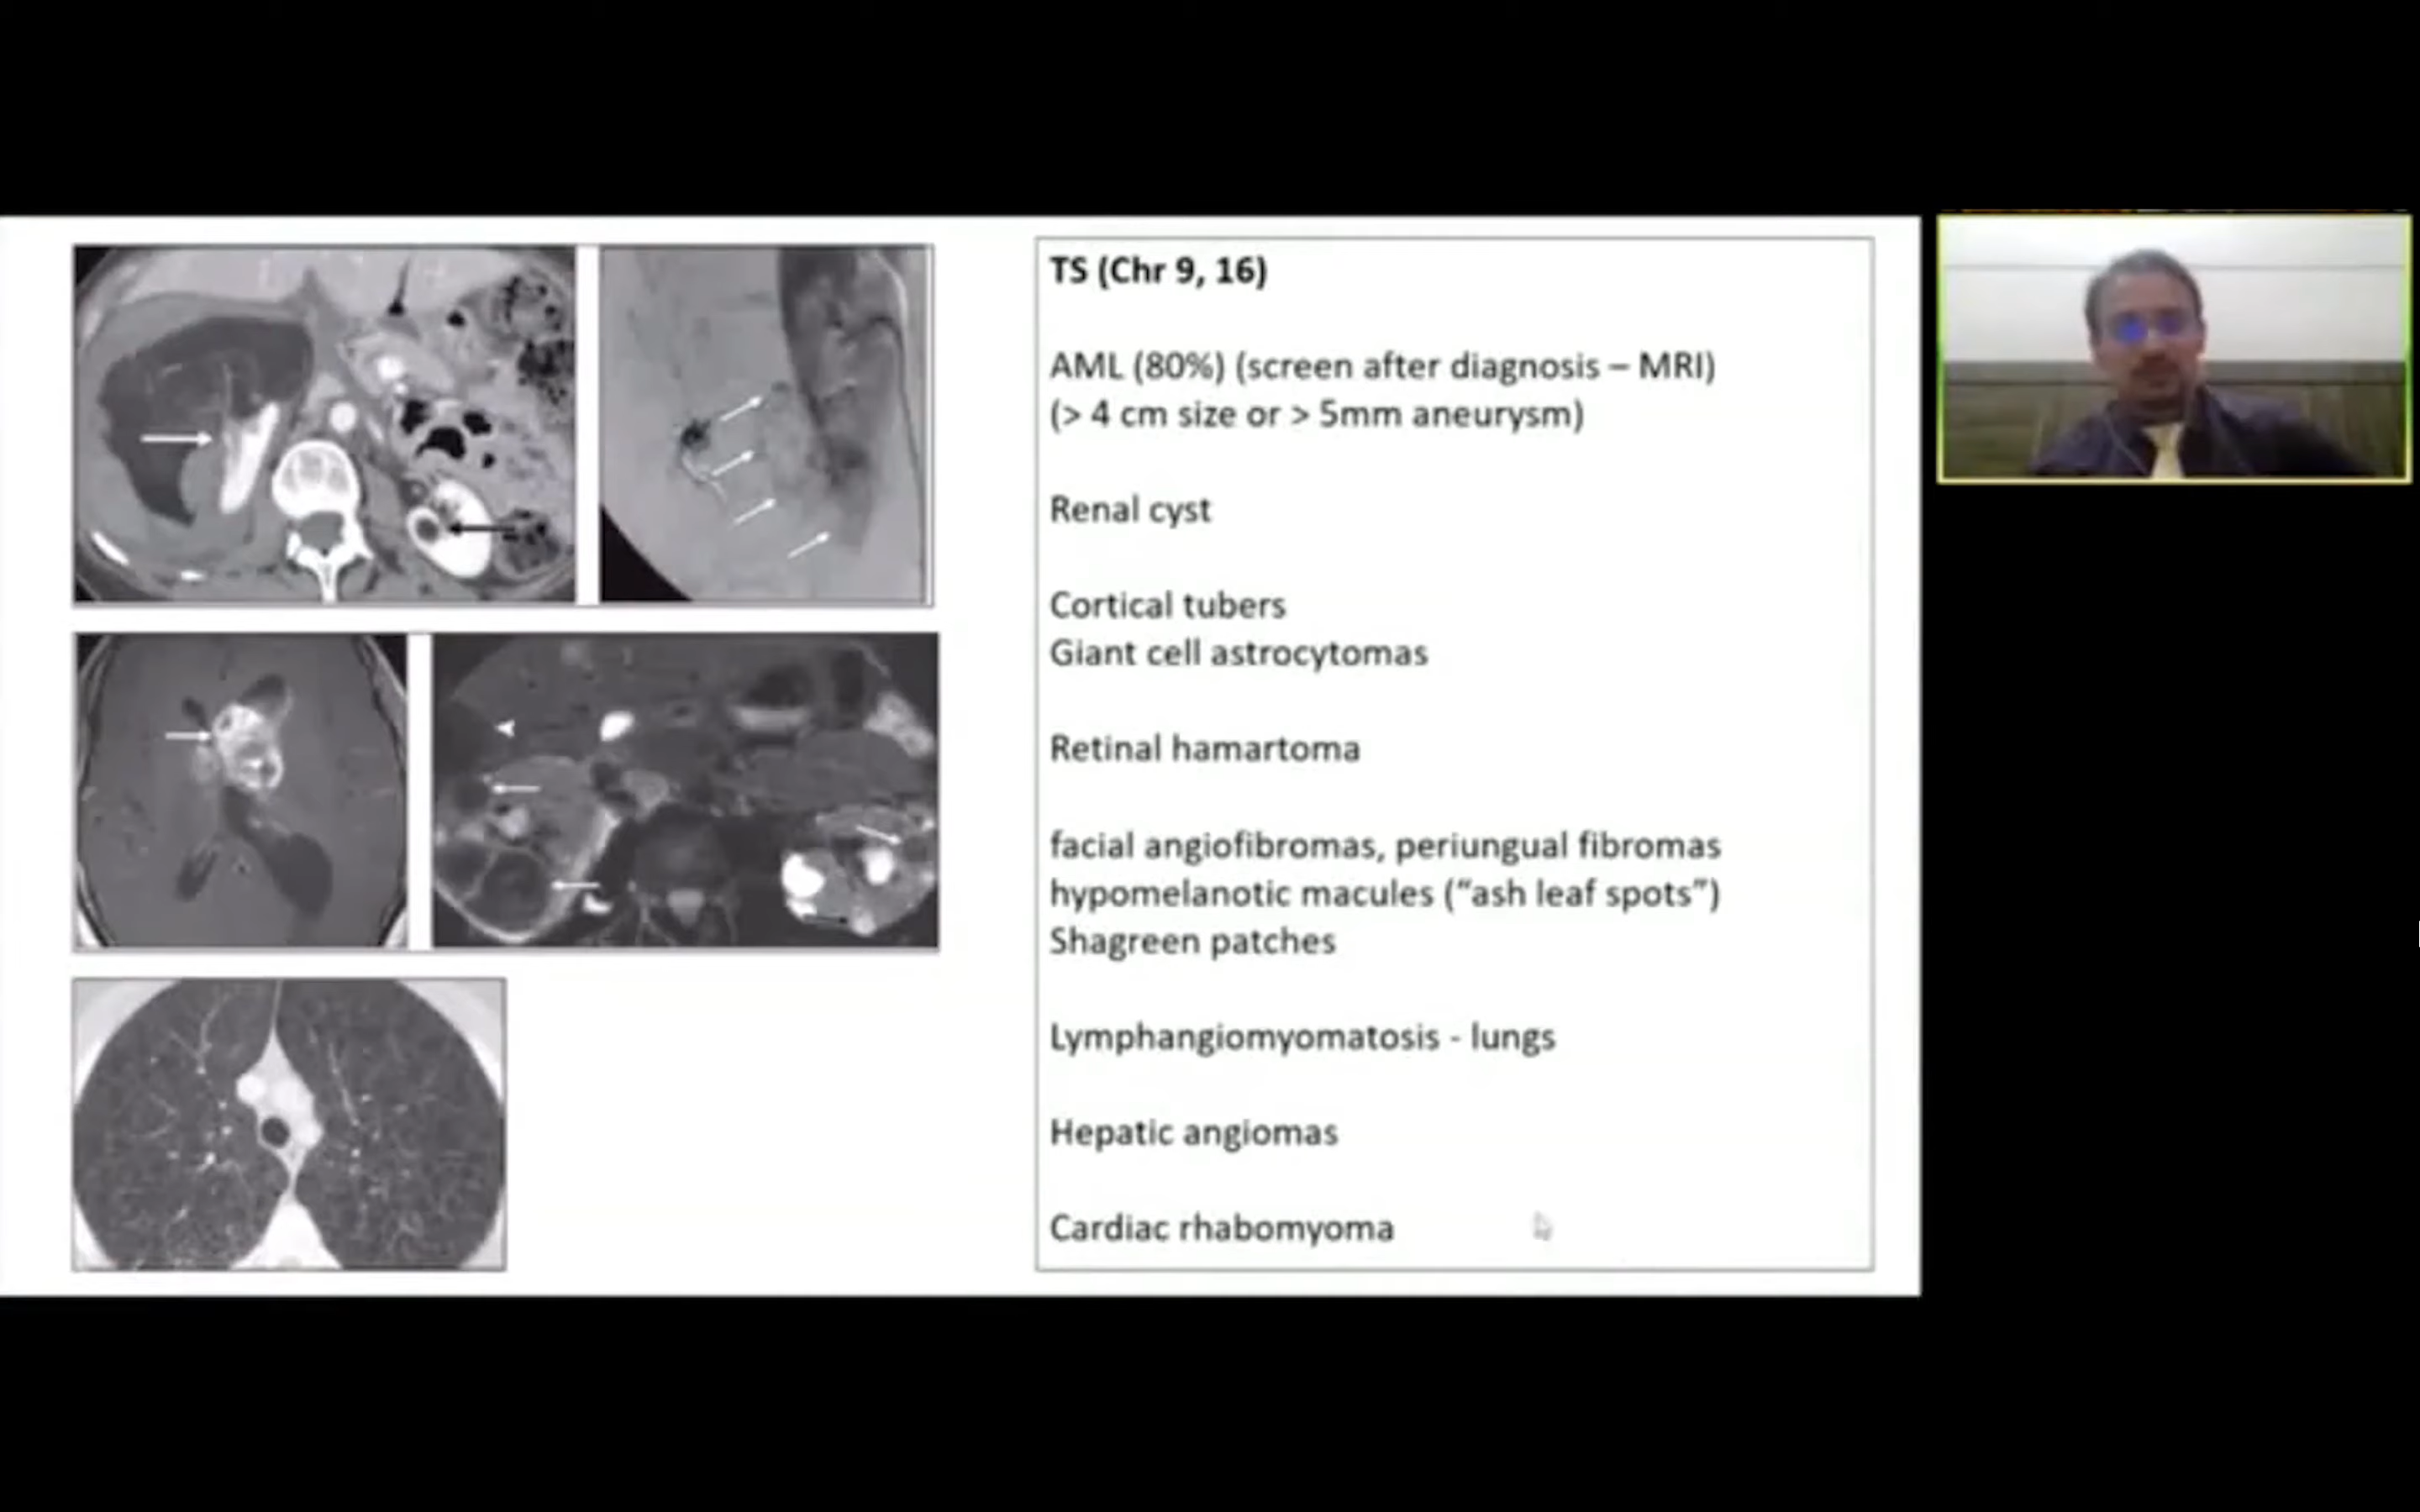 TS (Chr 9, 16)
AML (80%) (screen after diagnosis – MRI)
(> 4 cm size or > 5mm aneurysm)
Renal cyst
Cortical tubers
Giant cell astrocytomas
Retinal hamartoma
facial angiofibromas, periungual fibromas
hypomelanotic macules (“ash leaf spots”)
Shagreen patches
Lymphangiomyomatosis - lungs
Hepatic angiomas
Cardiac rhabomyoma